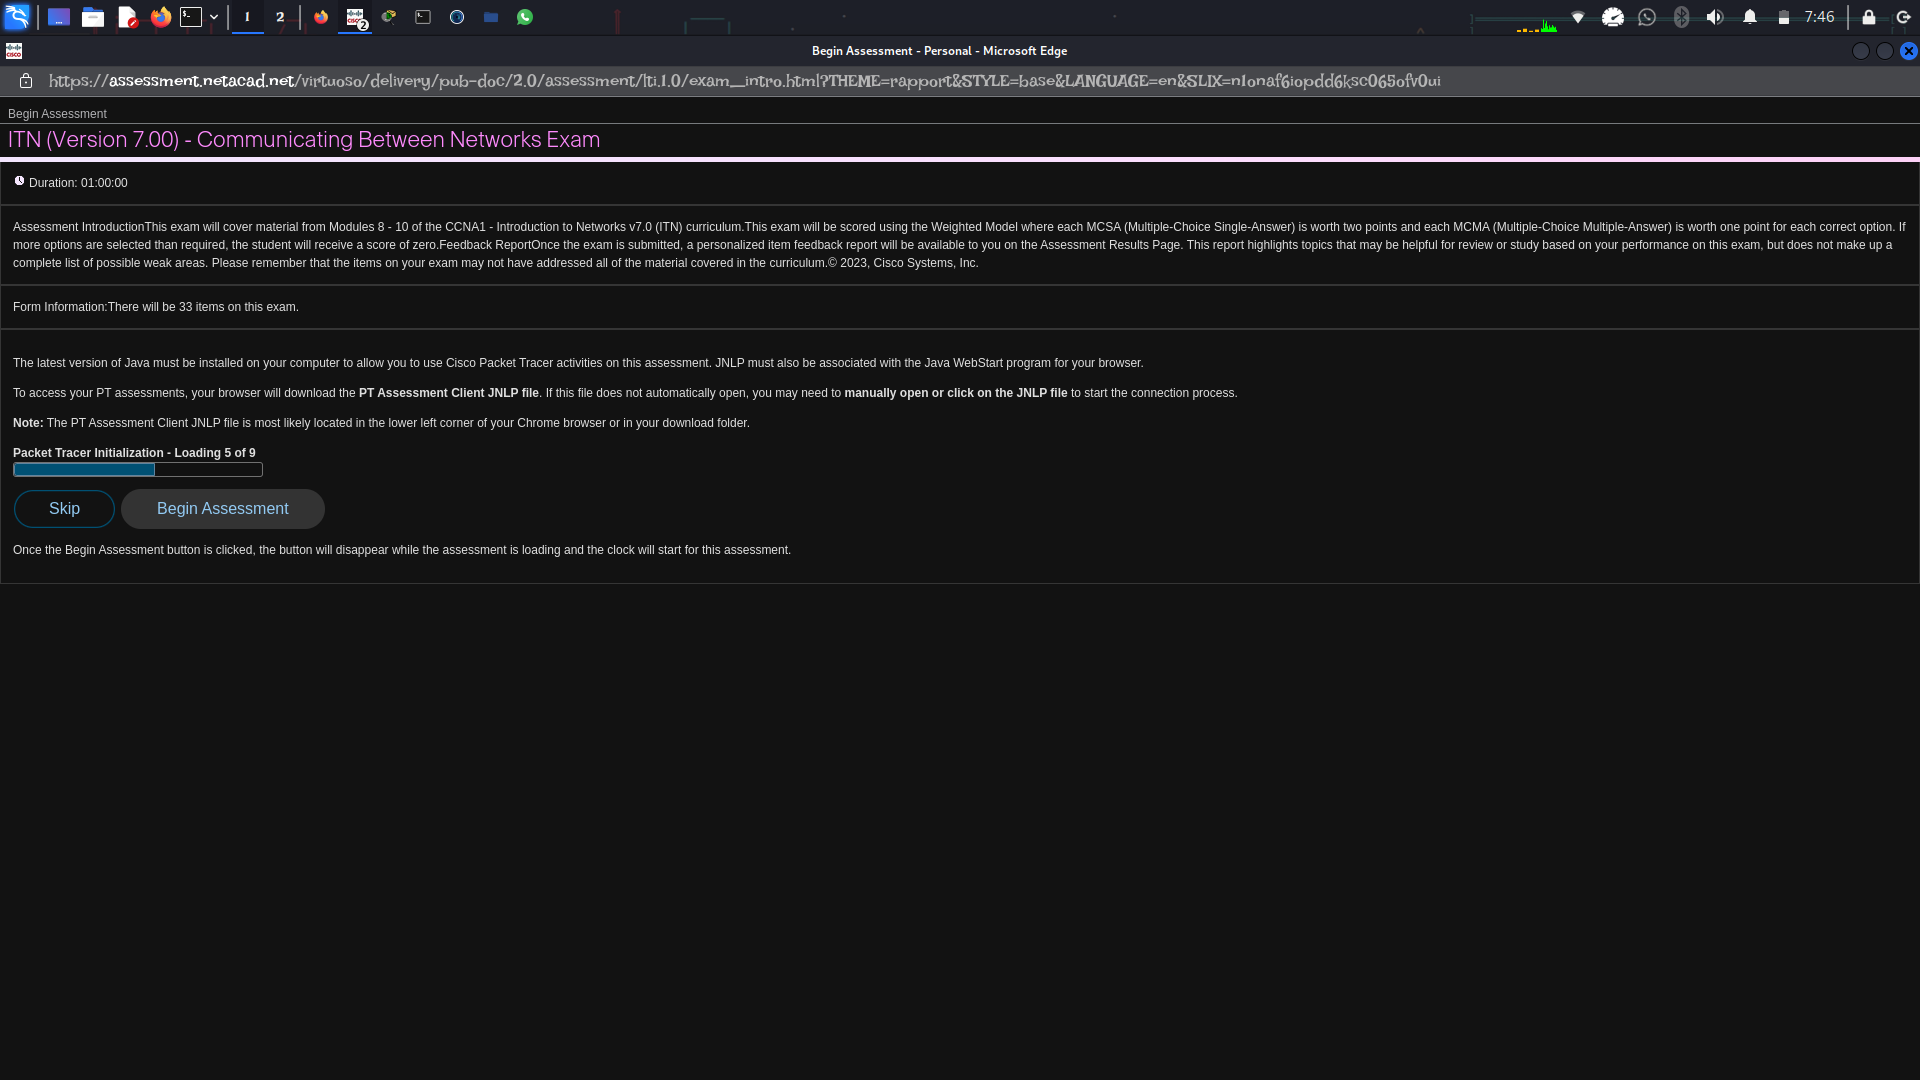 1
2
2
7:46
Begin Assessment - Personal - Microsoft Edge
https://assessment.netacad.net/virtuoso/delivery/pub-doc/2.0/assessment/lti.1.0/exam_intro.html?THEME=rapport&STYLE=base&LANGUAGE=en&SLIX=n1onaf6iopdd6ksc065ofv0ui
Begin Assessment
ITN (Version 7.00) - Communicating Between Networks Exam
Duration: 01:00:00
Assessment IntroductionThis exam will cover material from Modules 8 - 10 of the CCNA1 - Introduction to Networks v7.0 (ITN) curriculum.This exam will be scored using the Weighted Model where each MCSA (Multiple-Choice Single-Answer) is worth two points and each MCMA (Multiple-Choice Multiple-Answer) is worth one point for each correct option. If
more options are selected than required, the student will receive a score of zero.Feedback ReportOnce the exam is submitted, a personalized item feedback report will be available to you on the Assessment Results Page. This report highlights topics that may be helpful for review or study based on your performance on this exam, but does not make up a
complete list of possible weak areas. Please remember that the items on your exam may not have addressed all of the material covered in the curriculum.© 2023, Cisco Systems, Inc.
Form Information:There will be 33 items on this exam.
The latest version of Java must be installed on your computer to allow you to use Cisco Packet Tracer activities on this assessment. JNLP must also be associated with the Java WebStart program for your browser.
To access your PT assessments, your browser will download the PT Assessment Client JNLP file. If this file does not automatically open, you may need to manually open or click on the JNLP file to start the connection process.
Note: The PT Assessment Client JNLP file is most likely located in the lower left corner of your Chrome browser or in your download folder.
Packet Tracer Initialization - Loading 5 of 9
Skip
Begin Assessment
Once the Begin Assessment button is clicked, the button will disappear while the assessment is loading and the clock will start for this assessment.